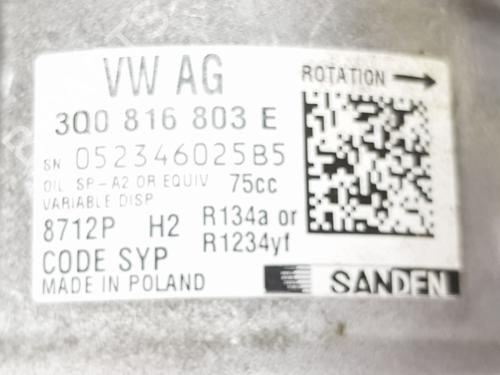 VW AG
ROTATION
3Q0 816 803 E
SN 052346025B5
OIL SP-A2 OR EQUIV 75cc
VARIABLE DISP
8712P H2 R134a or
R1234yf
CODE SYP
MADE IN POLAND
SANDEN